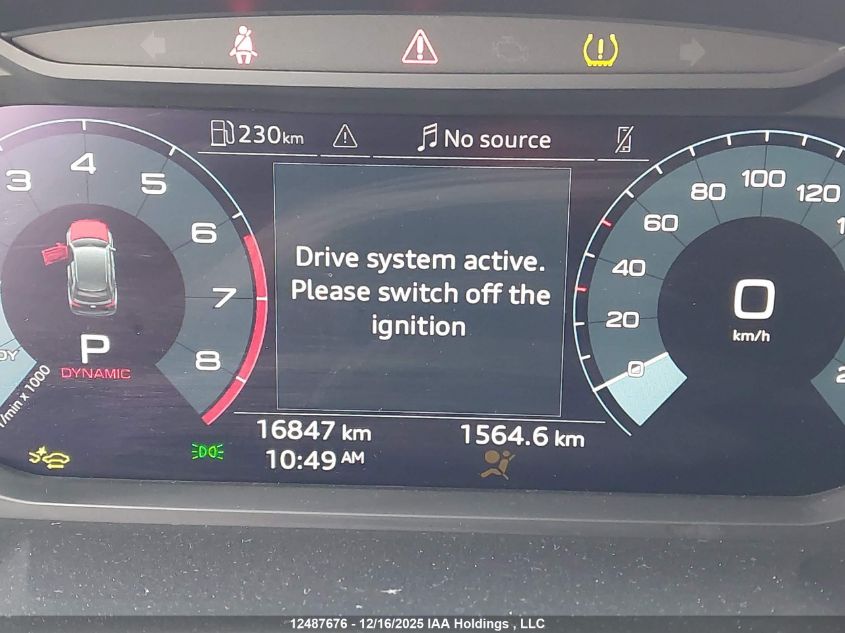 230 km
No source
3
4
5
6
7
8
Drive system active.
Please switch off the
ignition
P
DYNAMIC
1/min x 1000
20
40
60
80
100
120
0
km/h
16847 km
1564.6 km
10:49 AM
12487676 - 12/16/2025 IAA Holdings , LLC